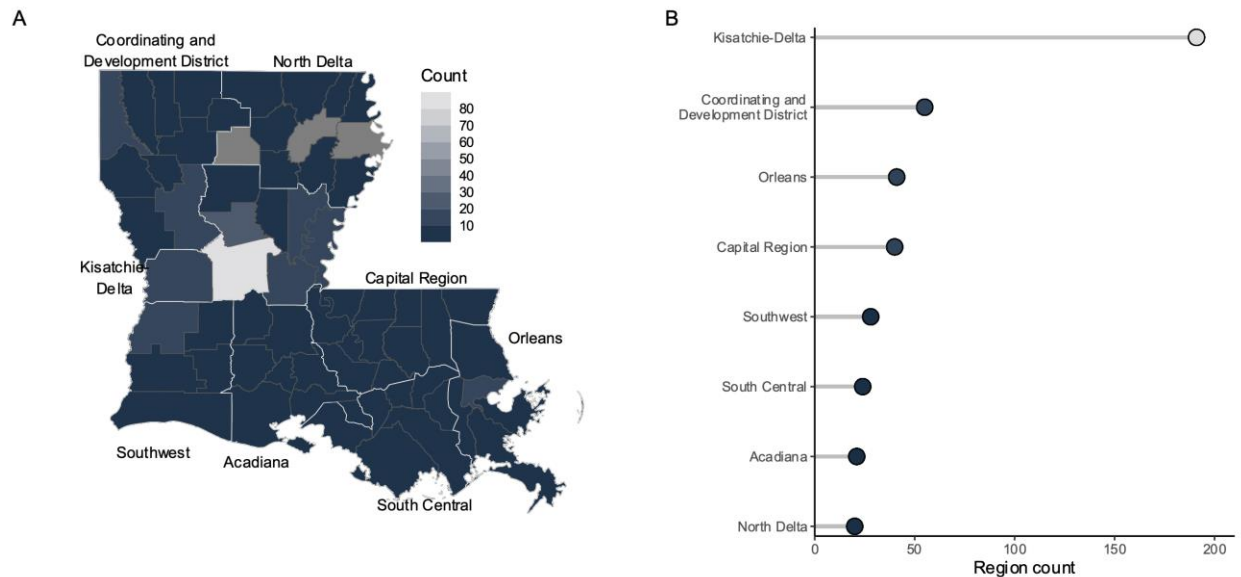 A
Coordinating and
Development District
North Delta
Count
80
70
60
50
40
30
20
10
Kisatchie-
Delta
Capital Region
Orleans
Southwest
Acadiana
South Central
B
Kisatchie-Delta
Coordinating and
Development District
Orleans
Capital Region
Southwest
South Central
Acadiana
North Delta
0 50 100 150 200
Region count